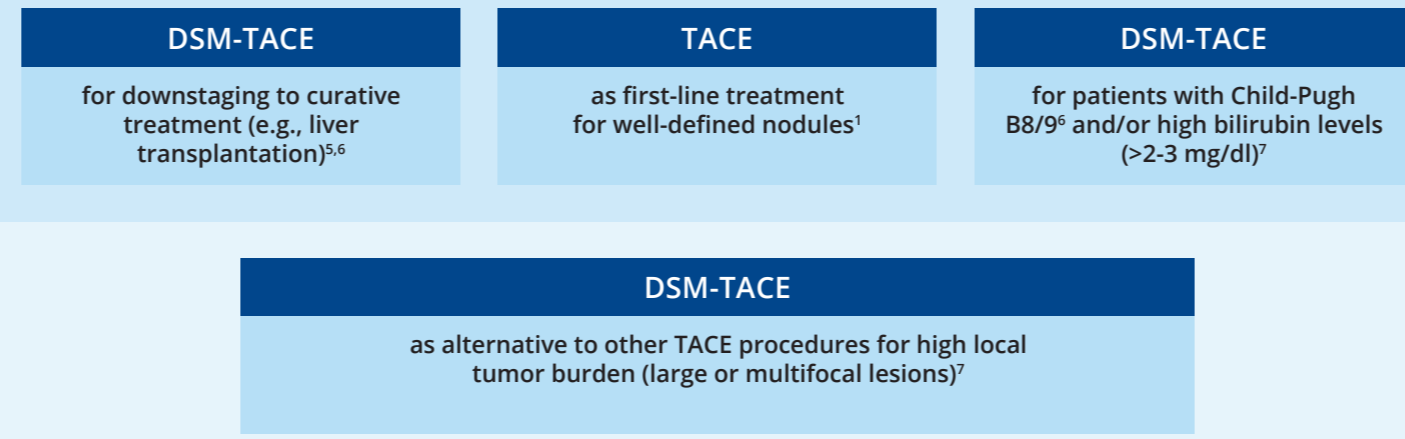 DSM-TACE
for downstaging to curative
treatment (e.g., liver
transplantation)⁵,⁶
TACE
as first-line treatment
for well-defined nodules¹
DSM-TACE
for patients with Child-Pugh
B8/9⁶ and/or high bilirubin levels
(>2-3 mg/dl)⁷
DSM-TACE
as alternative to other TACE procedures for high local
tumor burden (large or multifocal lesions)⁷